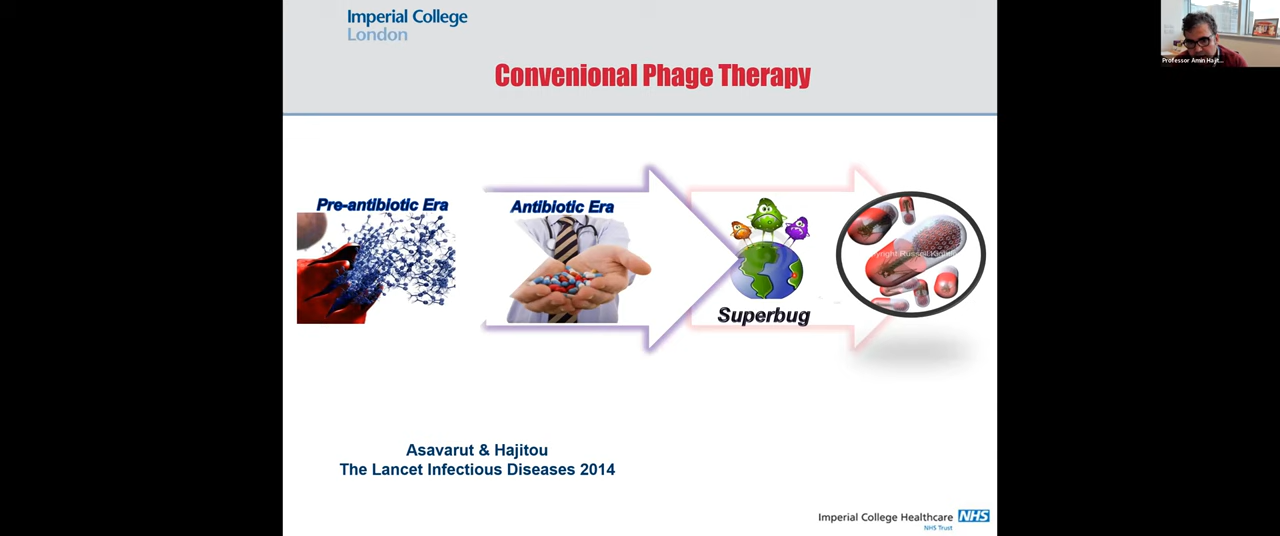 Imperial College
London
Convenional Phage Therapy
Professor Amin Hajit...
Pre-antibiotic Era
Antibiotic Era
Superbug
Asavarut & Hajitou
The Lancet Infectious Diseases 2014
Imperial College Healthcare NHS
NHS Trust